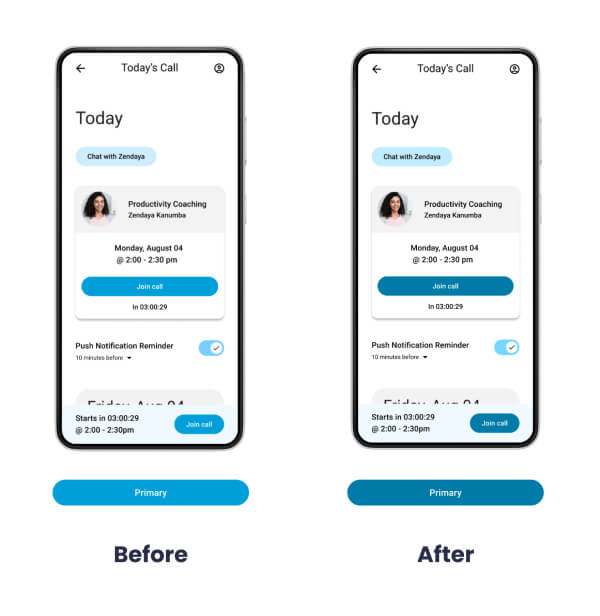 Today's Call
Today
Chat with Zendaya
Productivity Coaching
Zendaya Kanumba
Monday, August 04
@ 2:00 - 2:30 pm
Join call
In 03:00:29
Push Notification Reminder
10 minutes before
Friday, Aug 04
Starts in 03:00:29
@ 2:00 - 2:30pm
Join call
Primary
Before
Today's Call
Today
Chat with Zendaya
Productivity Coaching
Zendaya Kanumba
Monday, August 04
@ 2:00 - 2:30 pm
Join call
In 03:00:29
Push Notification Reminder
10 minutes before
Friday, Aug 04
Starts in 03:00:29
@ 2:00 - 2:30pm
Join call
Primary
After